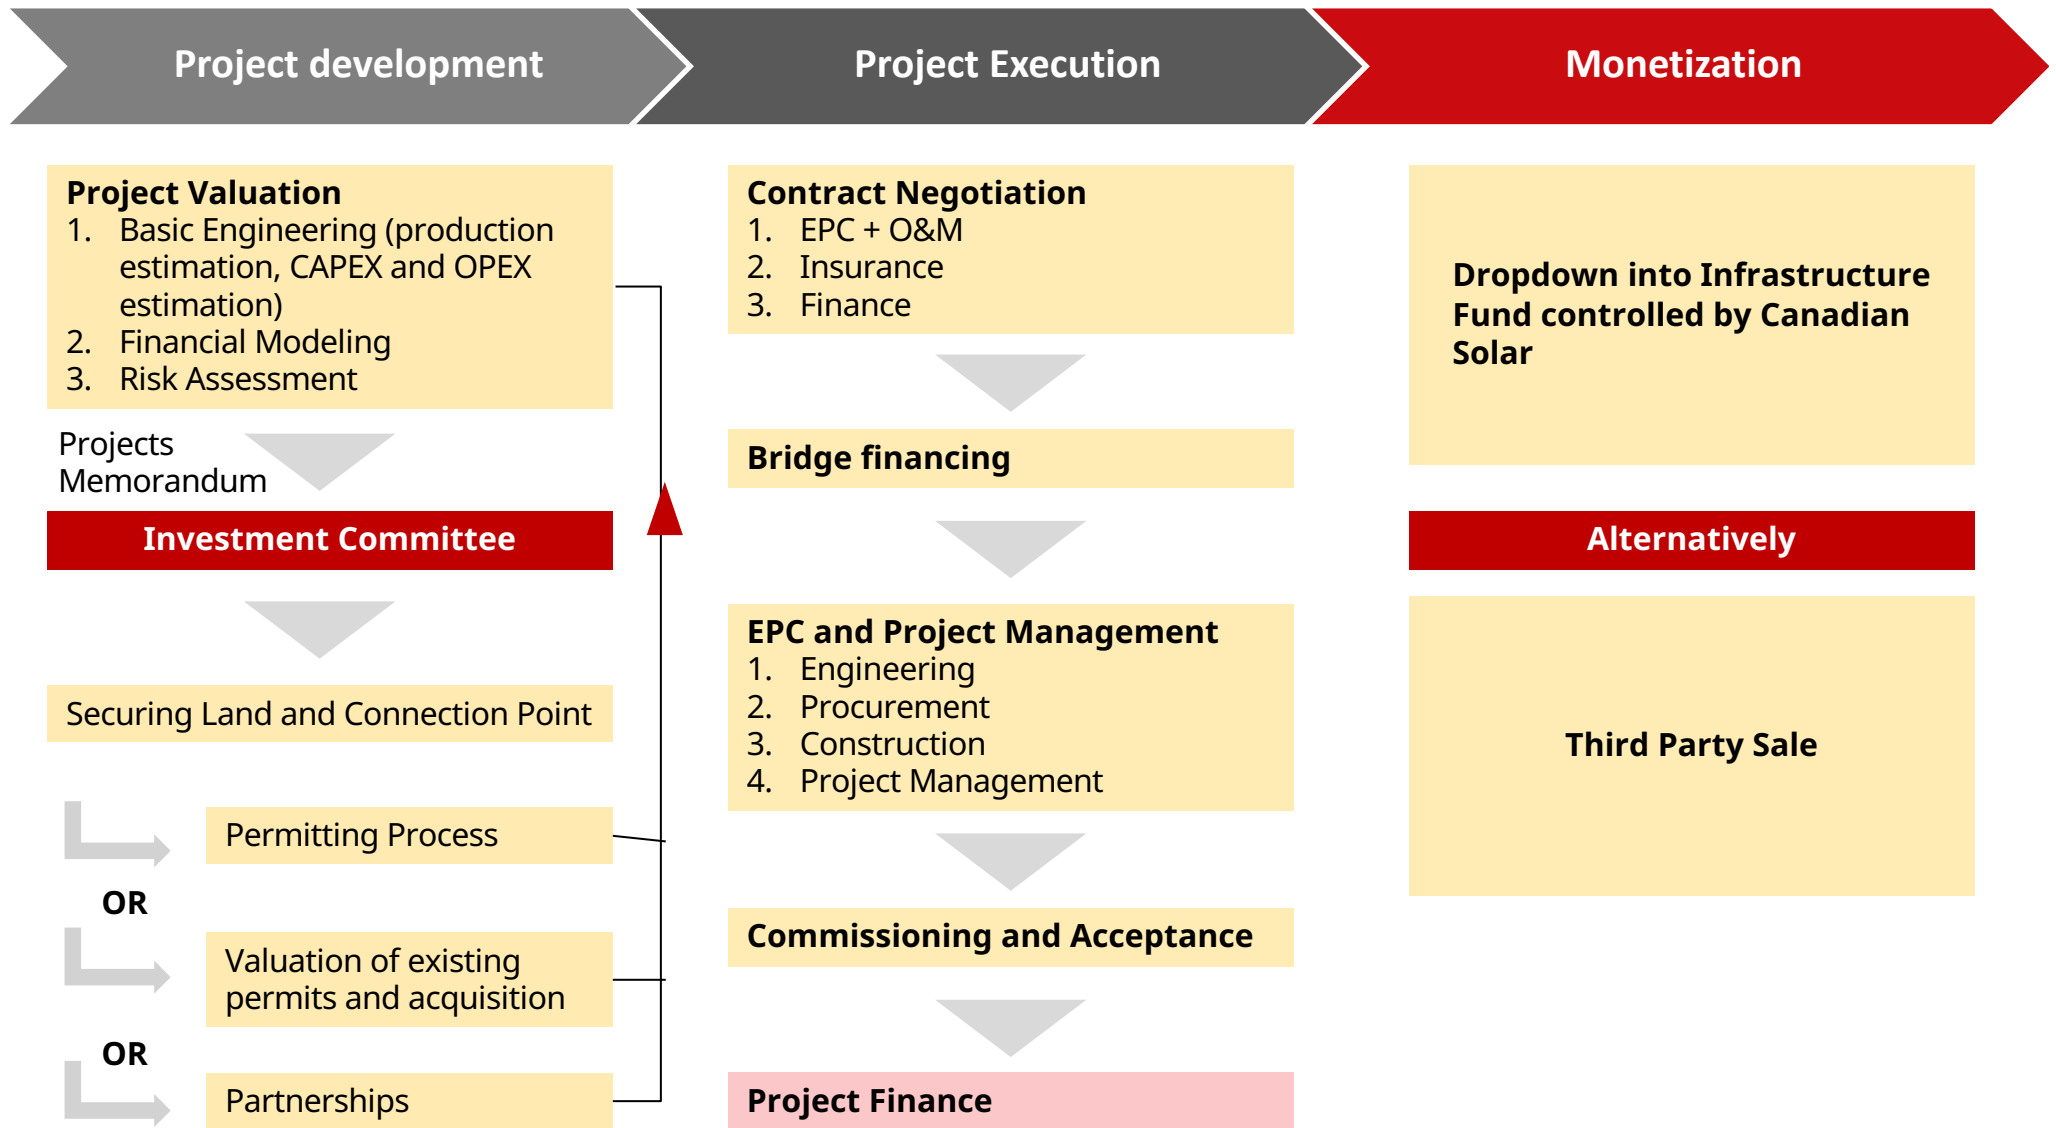 Project development
Project Execution
Monetization
Project Valuation
1. Basic Engineering (production
estimation, CAPEX and OPEX
estimation)
2. Financial Modeling
3. Risk Assessment
Projects
Memorandum
Investment Committee
Securing Land and Connection Point
Permitting Process
OR
Valuation of existing
permits and acquisition
OR
Partnerships
Contract Negotiation
1. EPC + O&M
2. Insurance
3. Finance
Bridge financing
EPC and Project Management
1. Engineering
2. Procurement
3. Construction
4. Project Management
Commissioning and Acceptance
Project Finance
Dropdown into Infrastructure
Fund controlled by Canadian
Solar
Alternatively
Third Party Sale